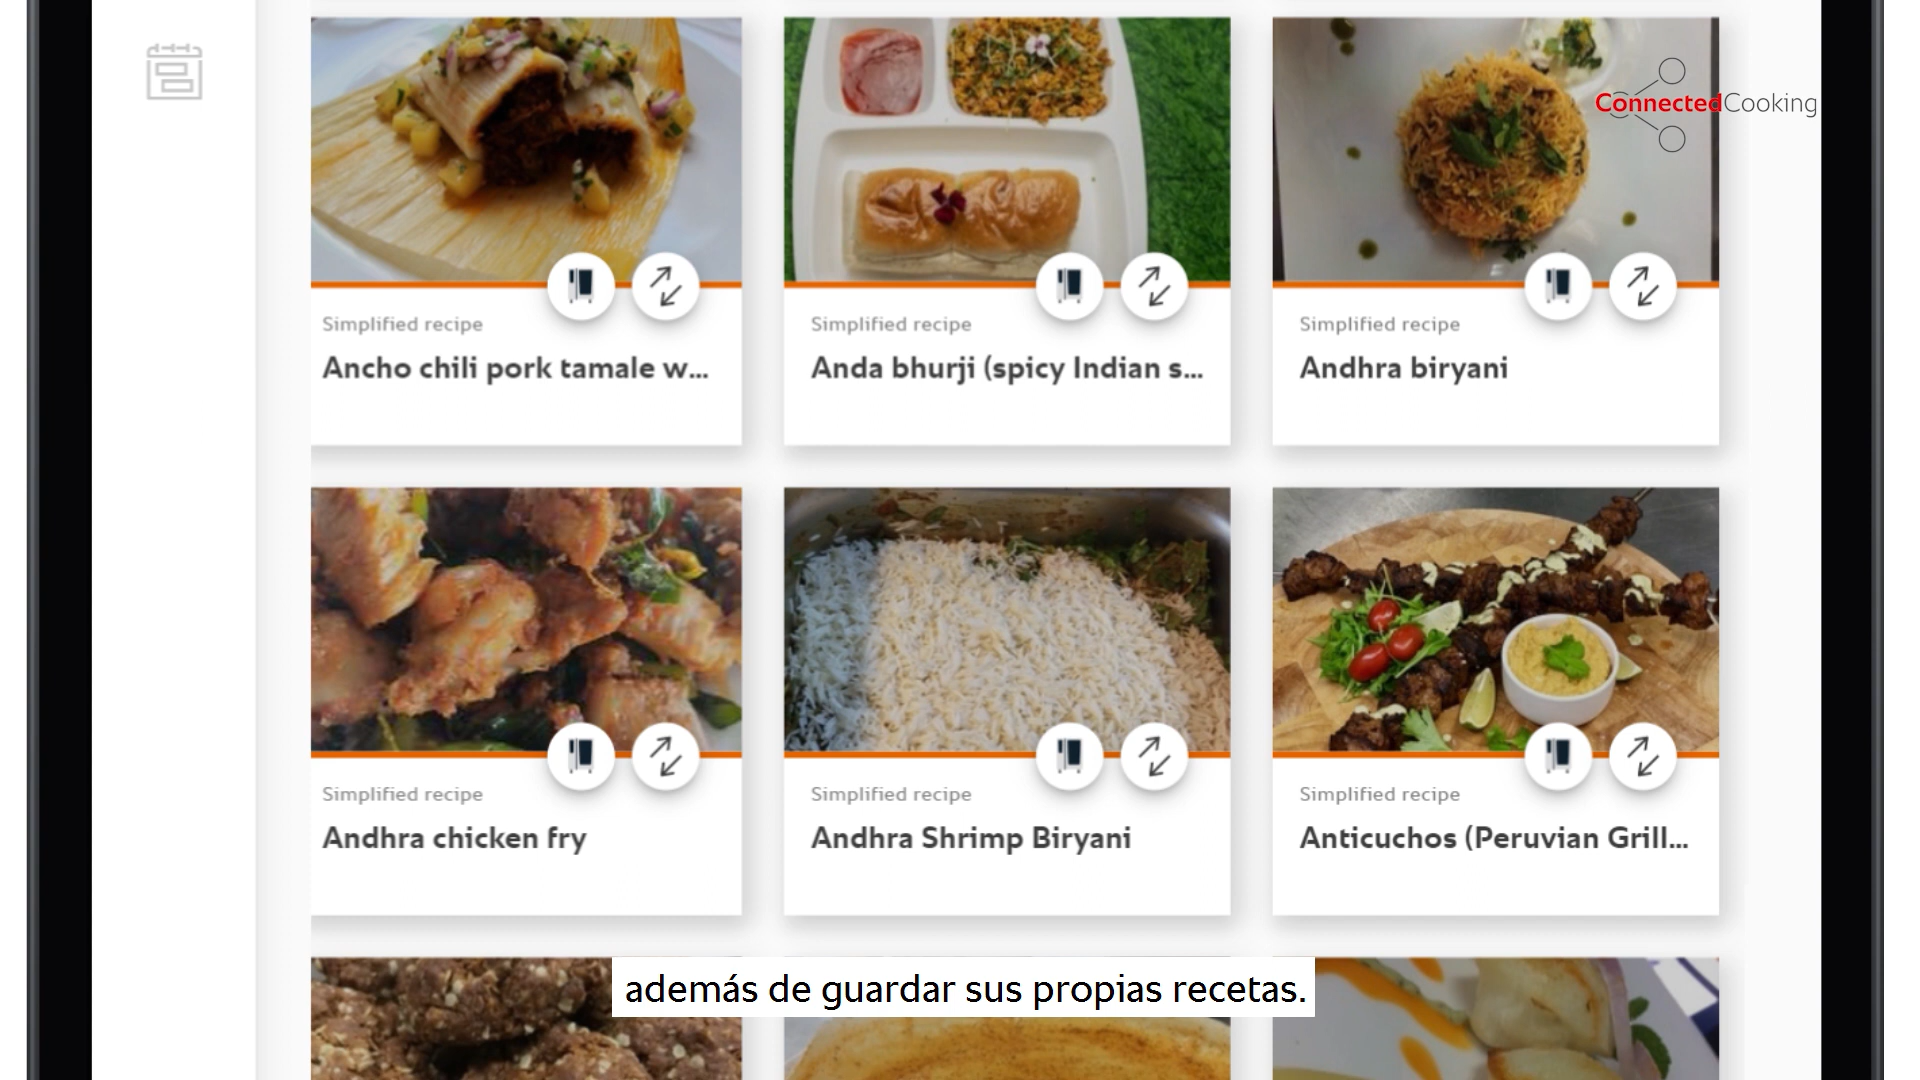 ConnectedCooking
Simplified recipe
Ancho chili pork tamale w...
Simplified recipe
Anda bhurji (spicy Indian s...
Simplified recipe
Andhra biryani
Simplified recipe
Andhra chicken fry
Simplified recipe
Andhra Shrimp Biryani
Simplified recipe
Anticuchos (Peruvian Grill...
además de guardar sus propias recetas.